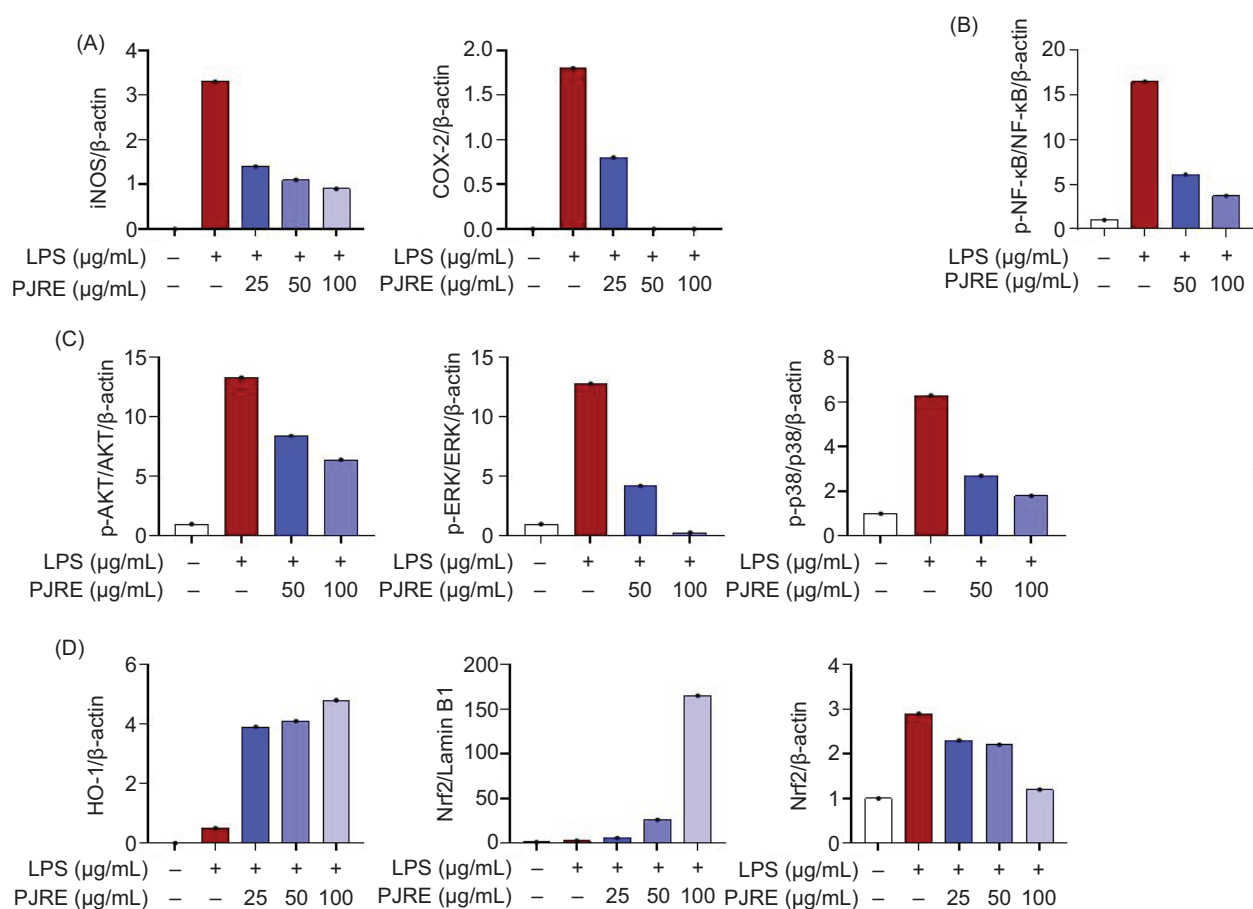 (A)
iNOS/β-actin
4
3
2
1
0
LPS (µg/mL) – + + + +
PJRE (µg/mL) – – 25 50 100
COX-2/β-actin
2.0
1.5
1.0
0.5
0.0
LPS (µg/mL) – + + + +
PJRE (µg/mL) – – 25 50 100
(B)
p-NF-κB/NF-κB/β-actin
20
15
10
5
0
LPS (µg/mL) – + + +
PJRE (µg/mL) – – 50 100
(C)
p-AKT/AKT/β-actin
15
10
5
0
LPS (µg/mL) – + + +
PJRE (µg/mL) – – 50 100
p-ERK/ERK/β-actin
15
10
5
0
LPS (µg/mL) – + + +
PJRE (µg/mL) – – 50 100
p-p38/p38/β-actin
8
6
4
2
0
LPS (µg/mL) – + + +
PJRE (µg/mL) – – 50 100
(D)
HO-1/β-actin
6
4
2
0
LPS (µg/mL) – + + + +
PJRE (µg/mL) – – 25 50 100
Nrf2/Lamin B1
200
150
100
50
0
LPS (µg/mL) – + + + +
PJRE (µg/mL) – – 25 50 100
Nrf2/β-actin
4
3
2
1
0
LPS (µg/mL) – + + + +
PJRE (µg/mL) – – 25 50 100